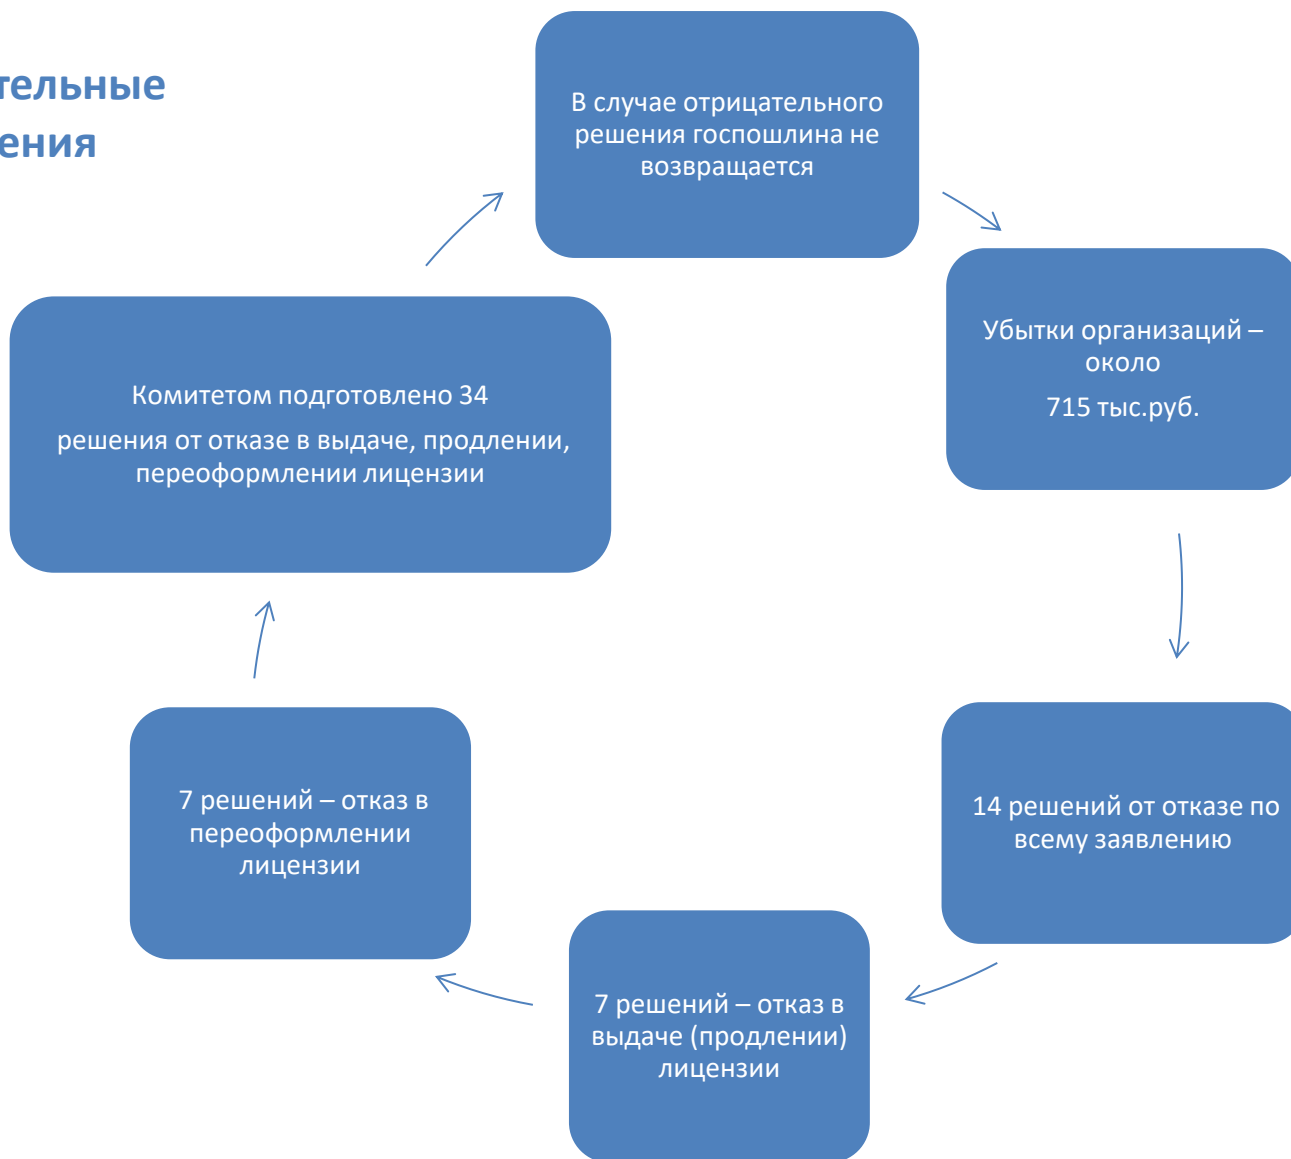 тельные
ения
В случае отрицательного
решения госпошлина не
возвращается
Убытки организаций –
около
715 тыс.руб.
14 решений от отказе по
всему заявлению
7 решений – отказ в
выдаче (продлении)
лицензии
7 решений – отказ в
переоформлении
лицензии
Комитетом подготовлено 34
решения от отказе в выдаче, продлении,
переоформлении лицензии